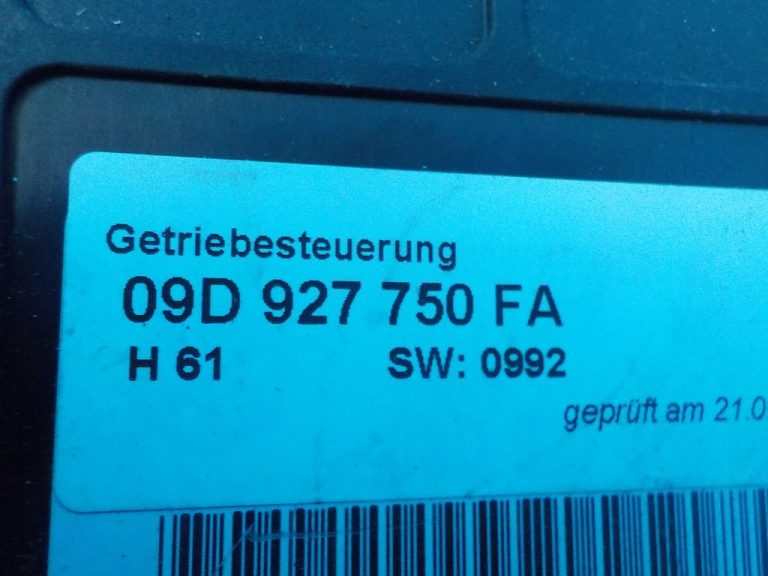 Getriebesteuerung
09D 927 750 FA
H 61 SW: 0992
geprüft am 21.0